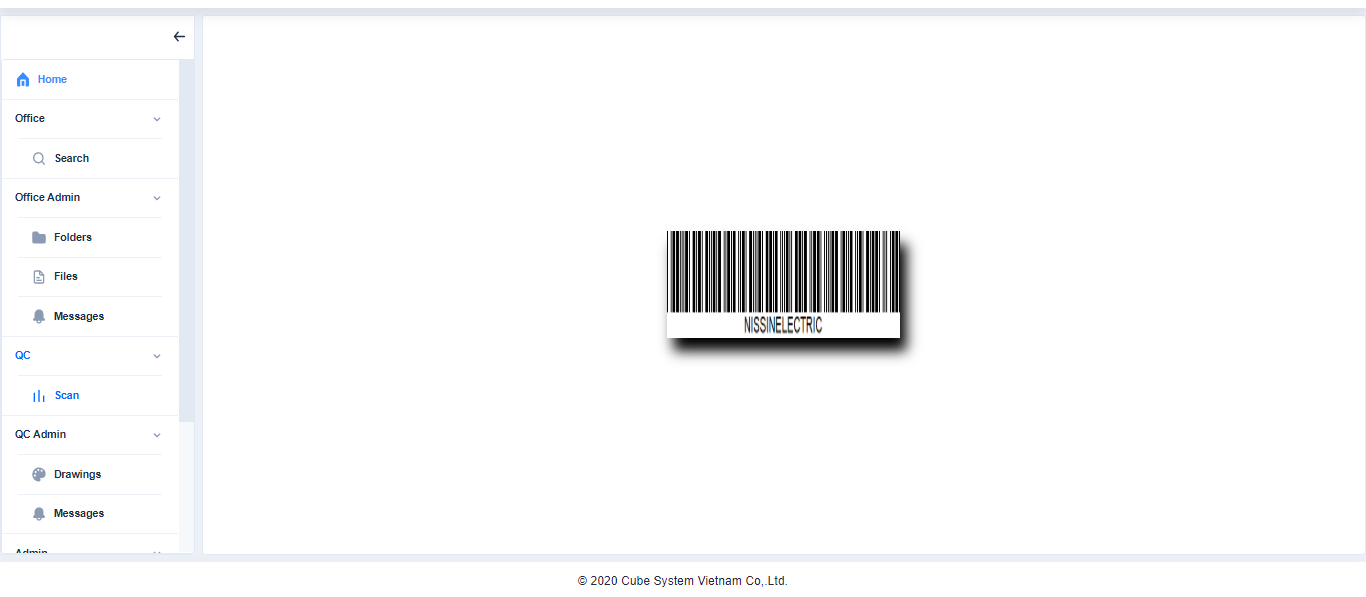 Home
Office
Search
Office Admin
Folders
Files
Messages
QC
Scan
QC Admin
Drawings
Messages
Admin
NISSINELECTRIC
© 2020 Cube System Vietnam Co,.Ltd.